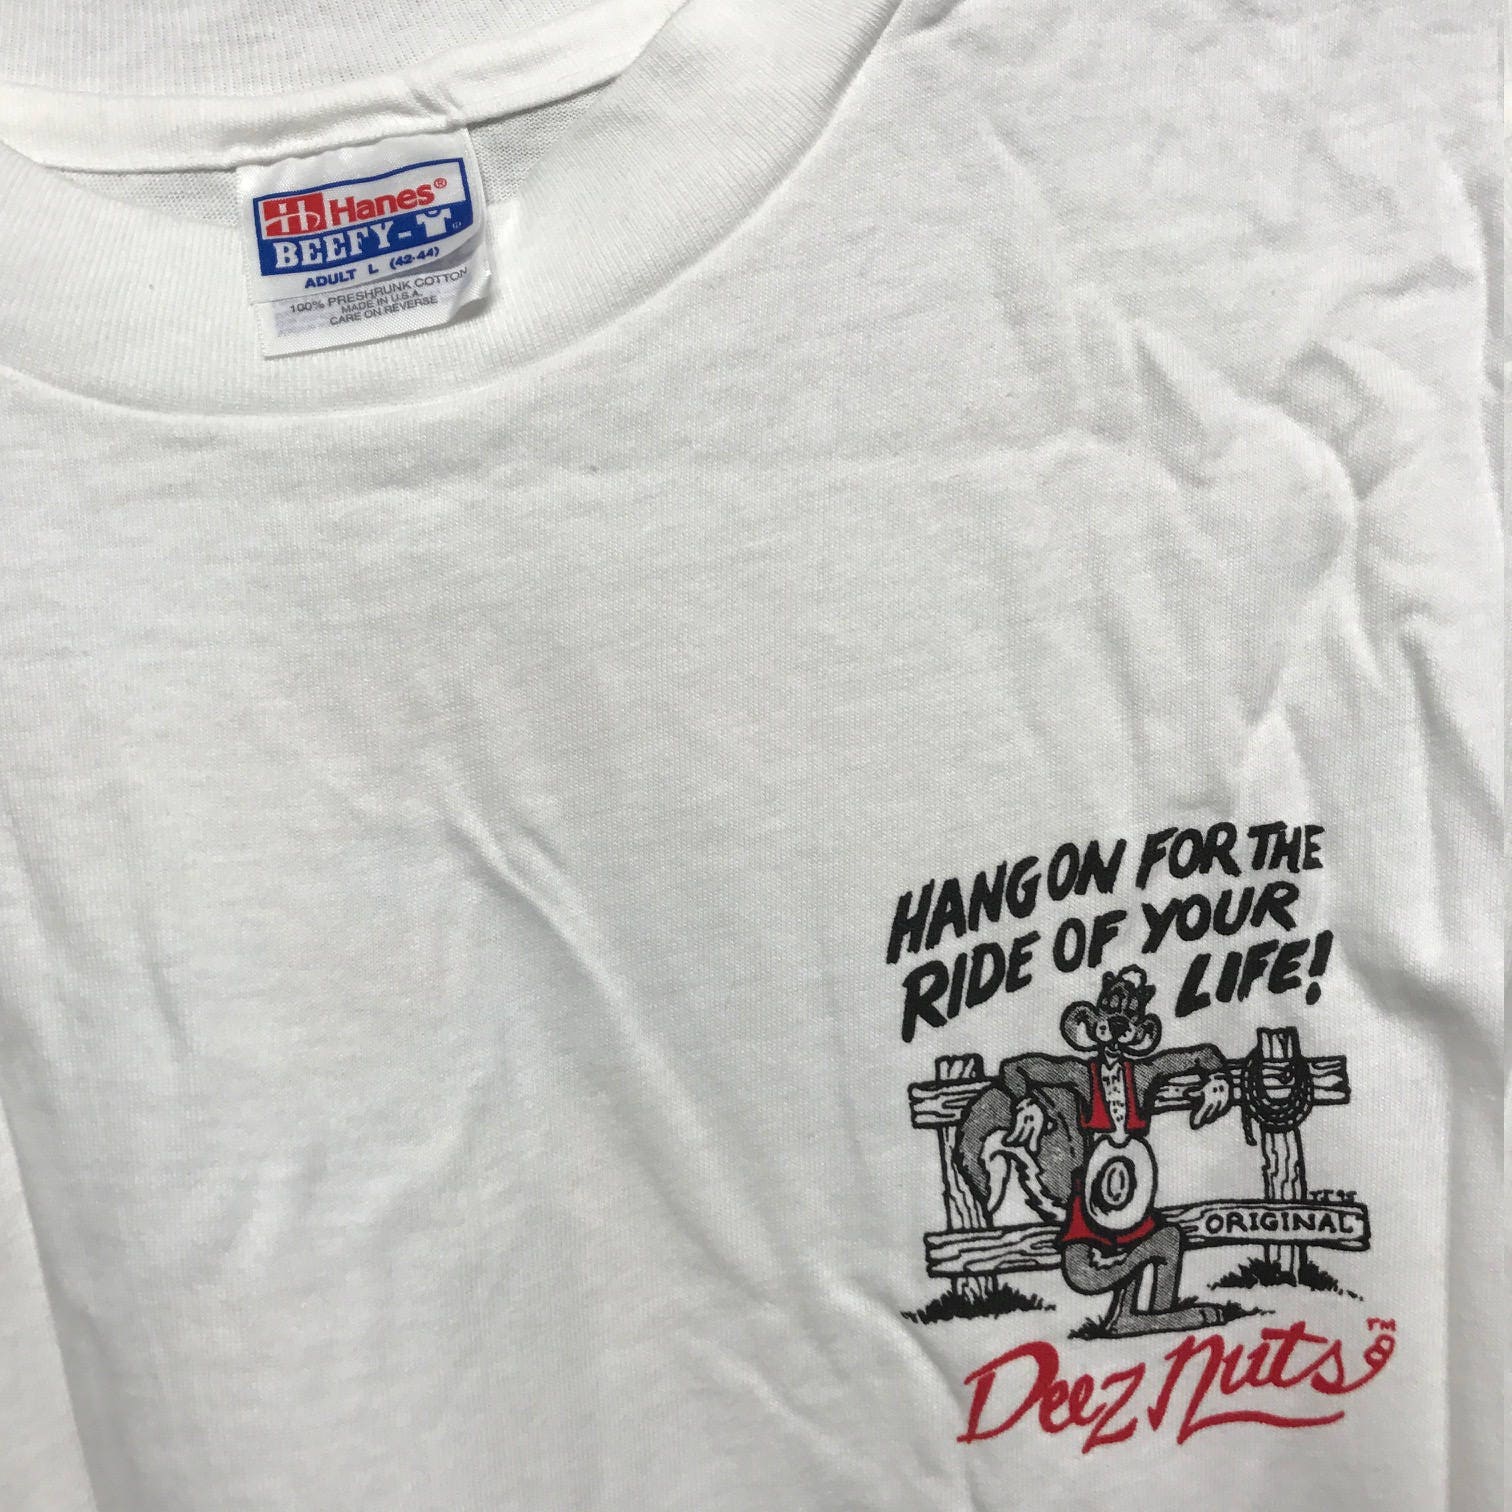 Hanes®
BEEFY-T
ADULT L (42-44)
100% PRESHRUNK COTTON
MADE IN U.S.A.
CARE ON REVERSE
HANG ON FOR THE
RIDE OF YOUR
LIFE!
ORIGINAL
Deez Nuts™